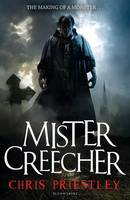 THE MAKING OF A MONSTER...
MISTER
CREECHER
CHRIS PRIESTLEY